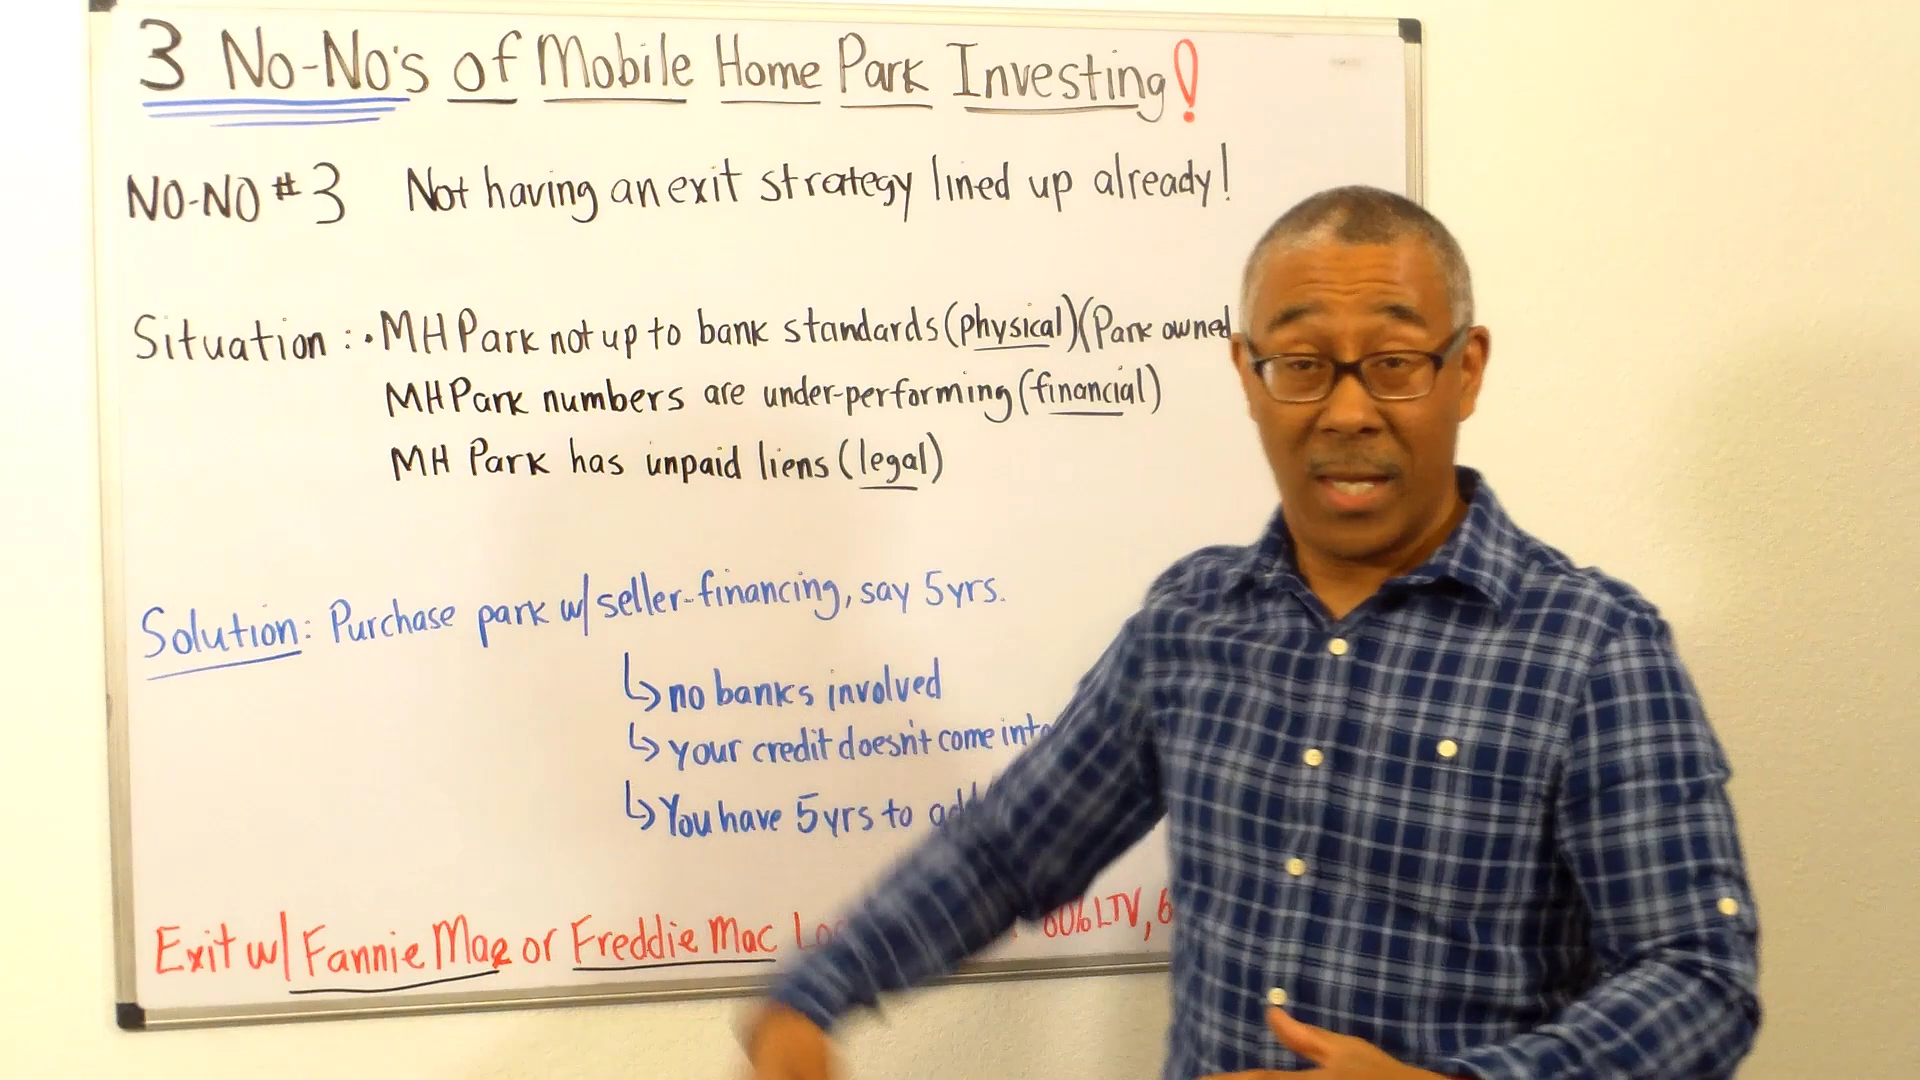 3 No-No's of Mobile Home Park Investing!
NO-NO #3 Not having an exit strategy lined up already!
Situation: • MH Park not up to bank standards (physical) (Park owned
MH Park numbers are under-performing (financial)
MH Park has unpaid liens (legal)
Solution: Purchase park w/ seller-financing, say 5yrs.
↳ no banks involved
↳ your credit doesn't come into
↳ You have 5yrs to
Exit w/ Fannie Mae or Freddie Mac LTV,